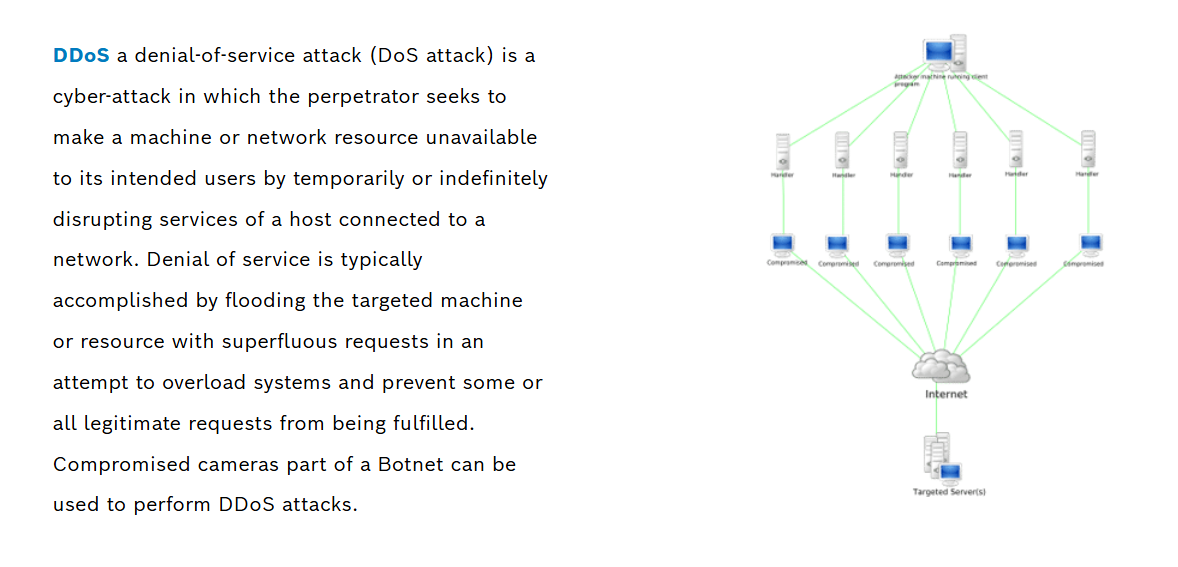 DDoS a denial-of-service attack (DoS attack) is a
cyber-attack in which the perpetrator seeks to
make a machine or network resource unavailable
to its intended users by temporarily or indefinitely
disrupting services of a host connected to a
network. Denial of service is typically
accomplished by flooding the targeted machine
or resource with superfluous requests in an
attempt to overload systems and prevent some or
all legitimate requests from being fulfilled.
Compromised cameras part of a Botnet can be
used to perform DDoS attacks.
Attacker machine running client
program
Handler Handler Handler Handler Handler Handler
Compromised Compromised Compromised Compromised Compromised Compromised
Internet
Targeted Server(s)